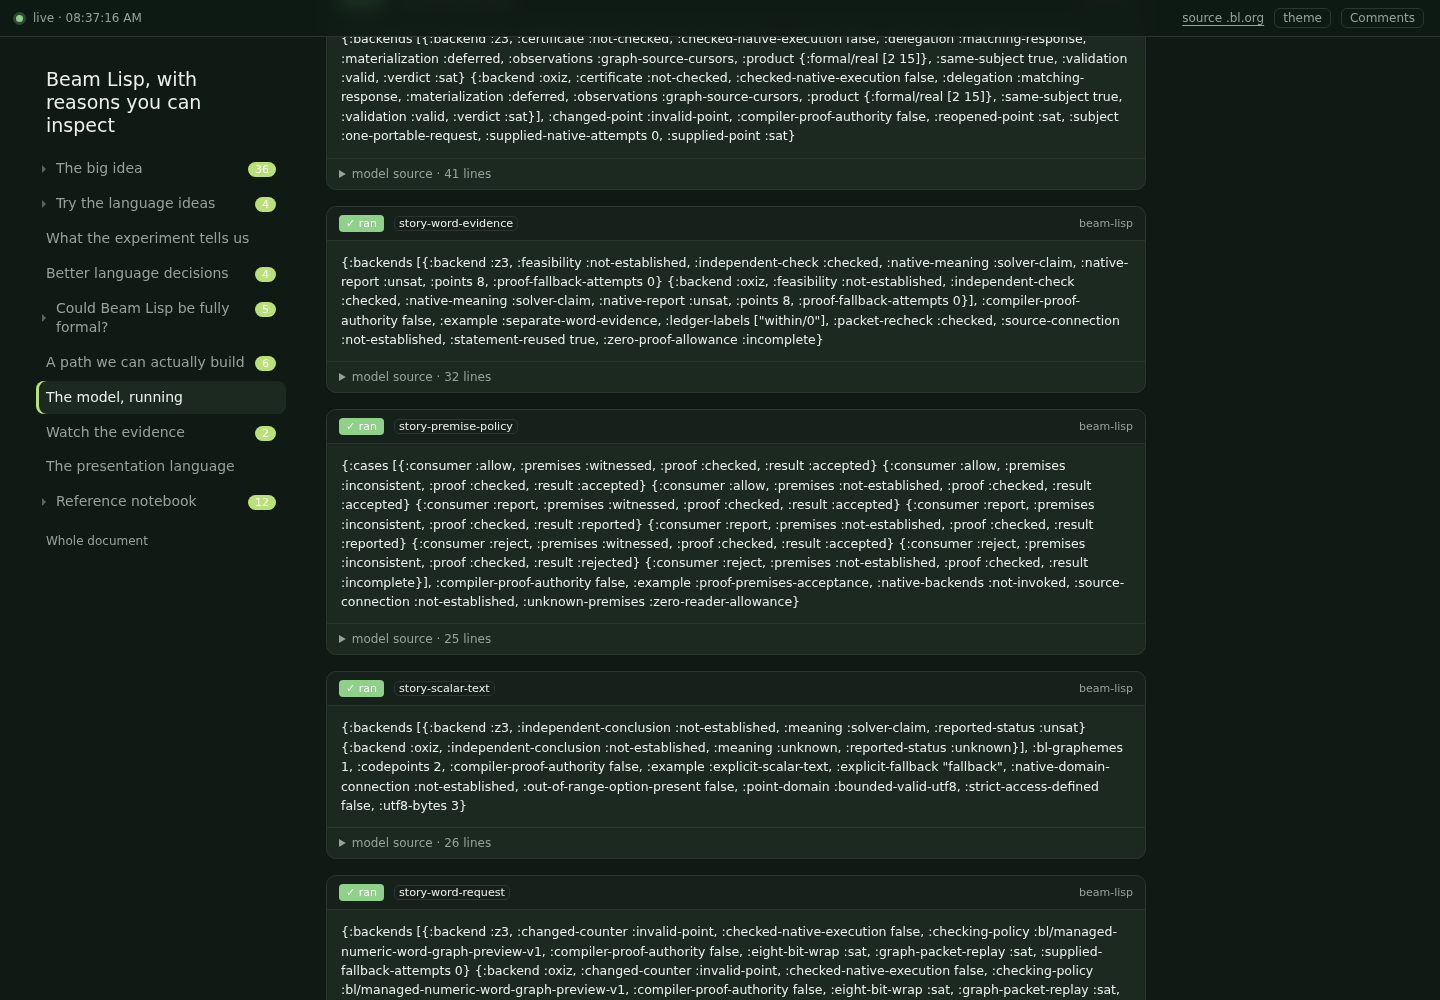 live · 08:37:16 AM
source .bl.org
theme
Comments
Beam Lisp, with
reasons you can
inspect
The big idea
36
Try the language ideas
4
What the experiment tells us
Better language decisions
4
Could Beam Lisp be fully
formal?
5
A path we can actually build
6
The model, running
Watch the evidence
2
The presentation language
Reference notebook
12
Whole document
{:backends [{:backend :z3, :certificate :not-checked, :checked-native-execution false, :delegation :matching-response,
:materialization :deferred, :observations :graph-source-cursors, :product {:formal/real [2 15]}, :same-subject true, :validation
:valid, :verdict :sat} {:backend :oxiz, :certificate :not-checked, :checked-native-execution false, :delegation :matching-
response, :materialization :deferred, :observations :graph-source-cursors, :product {:formal/real [2 15]}, :same-subject true,
:validation :valid, :verdict :sat}], :changed-point :invalid-point, :compiler-proof-authority false, :reopened-point :sat, :subject
:one-portable-request, :supplied-native-attempts 0, :supplied-point :sat}
model source · 41 lines
✓ ran
story-word-evidence
beam-lisp
{:backends [{:backend :z3, :feasibility :not-established, :independent-check :checked, :native-meaning :solver-claim, :native-
report :unsat, :points 8, :proof-fallback-attempts 0} {:backend :oxiz, :feasibility :not-established, :independent-check
:checked, :native-meaning :solver-claim, :native-report :unsat, :points 8, :proof-fallback-attempts 0}], :compiler-proof-
authority false, :example :separate-word-evidence, :ledger-labels ["within/0"], :packet-recheck :checked, :source-connection
:not-established, :statement-reused true, :zero-proof-allowance :incomplete}
model source · 32 lines
✓ ran
story-premise-policy
beam-lisp
{:cases [{:consumer :allow, :premises :witnessed, :proof :checked, :result :accepted} {:consumer :allow, :premises
:inconsistent, :proof :checked, :result :accepted} {:consumer :allow, :premises :not-established, :proof :checked, :result
:accepted} {:consumer :report, :premises :witnessed, :proof :checked, :result :accepted} {:consumer :report, :premises
:inconsistent, :proof :checked, :result :reported} {:consumer :report, :premises :not-established, :proof :checked, :result
:reported} {:consumer :reject, :premises :witnessed, :proof :checked, :result :accepted} {:consumer :reject, :premises
:inconsistent, :proof :checked, :result :rejected} {:consumer :reject, :premises :not-established, :proof :checked, :result
:incomplete}], :compiler-proof-authority false, :example :proof-premises-acceptance, :native-backends :not-invoked, :source-
connection :not-established, :unknown-premises :zero-reader-allowance}
model source · 25 lines
✓ ran
story-scalar-text
beam-lisp
{:backends [{:backend :z3, :independent-conclusion :not-established, :meaning :solver-claim, :reported-status :unsat}
{:backend :oxiz, :independent-conclusion :not-established, :meaning :unknown, :reported-status :unknown}], :bl-graphemes
1, :codepoints 2, :compiler-proof-authority false, :example :explicit-scalar-text, :explicit-fallback "fallback", :native-domain-
connection :not-established, :out-of-range-option-present false, :point-domain :bounded-valid-utf8, :strict-access-defined
false, :utf8-bytes 3}
model source · 26 lines
✓ ran
story-word-request
beam-lisp
{:backends [{:backend :z3, :changed-counter :invalid-point, :checked-native-execution false, :checking-policy :bl/managed-
numeric-word-graph-preview-v1, :compiler-proof-authority false, :eight-bit-wrap :sat, :graph-packet-replay :sat, :supplied-
fallback-attempts 0} {:backend :oxiz, :changed-counter :invalid-point, :checked-native-execution false, :checking-policy
:bl/managed-numeric-word-graph-preview-v1, :compiler-proof-authority false, :eight-bit-wrap :sat, :graph-packet-replay :sat,